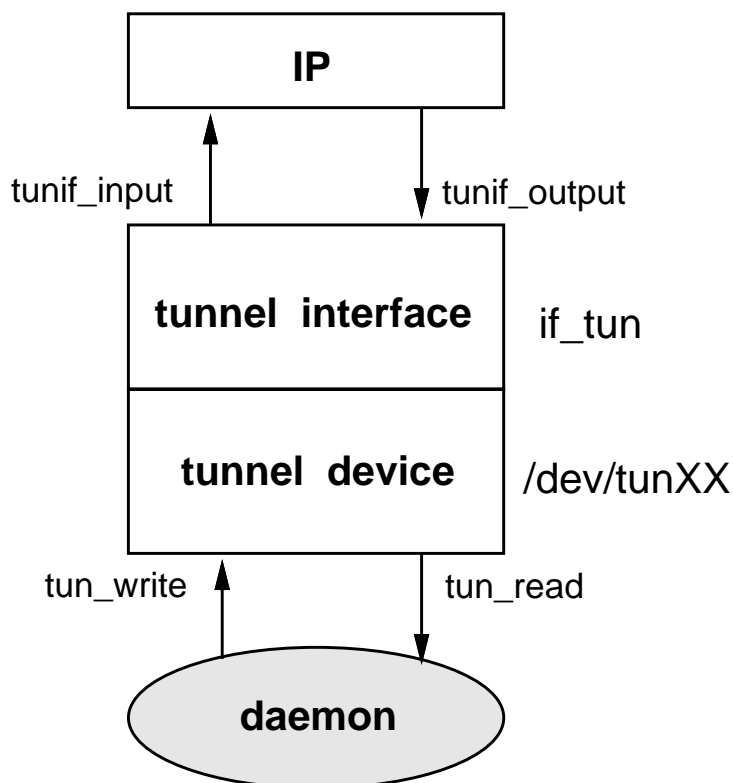 IP
tunif_input
tunif_output
tunnel interface
if_tun
tunnel device
/dev/tunXX
tun_write
tun_read
daemon